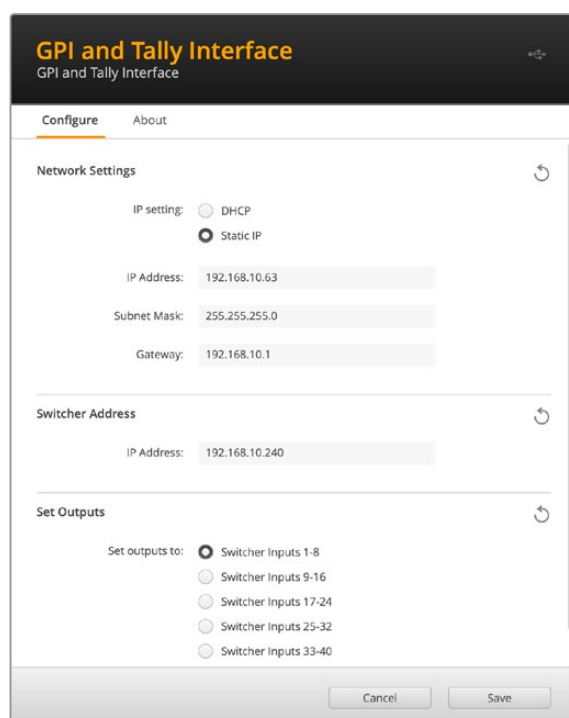 GPI and Tally Interface
GPI and Tally Interface
Configure About
Network Settings
IP setting: DHCP
Static IP
IP Address: 192.168.10.63
Subnet Mask: 255.255.255.0
Gateway: 192.168.10.1
Switcher Address
IP Address: 192.168.10.240
Set Outputs
Set outputs to: Switcher Inputs 1-8
Switcher Inputs 9-16
Switcher Inputs 17-24
Switcher Inputs 25-32
Switcher Inputs 33-40
Cancel Save